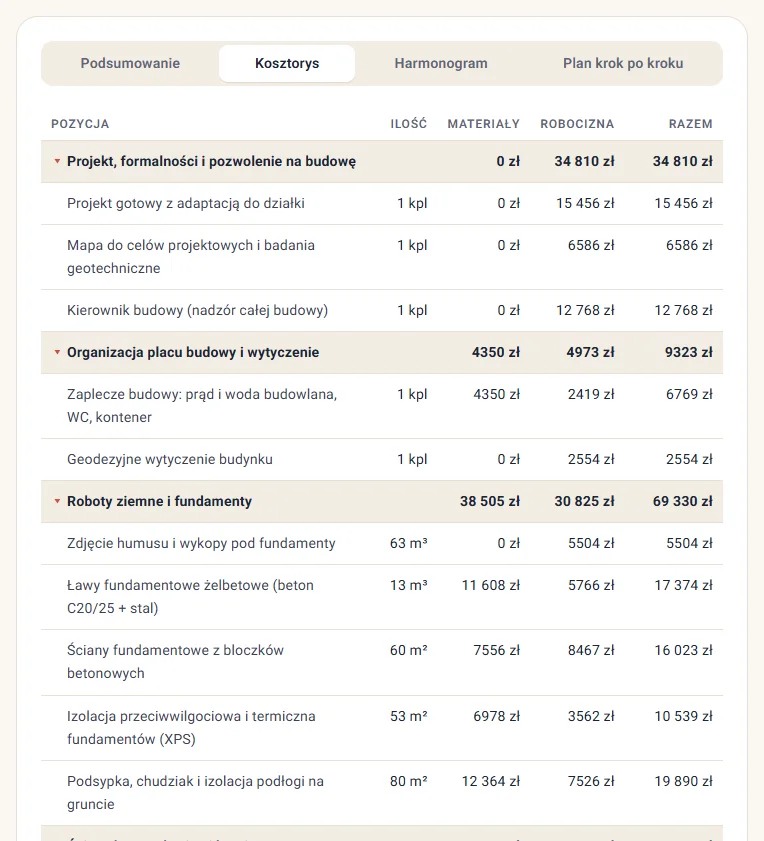 Podsumowanie Kosztorys Harmonogram Plan krok po kroku
POZYCJA ILOŚĆ MATERIAŁY ROBOCIZNA RAZEM
Projekt, formalności i pozwolenie na budowę 0 zł 34 810 zł 34 810 zł
Projekt gotowy z adaptacją do działki 1 kpl 0 zł 15 456 zł 15 456 zł
Mapa do celów projektowych i badania 1 kpl 0 zł 6586 zł 6586 zł
geotechniczne
Kierownik budowy (nadzór całej budowy) 1 kpl 0 zł 12 768 zł 12 768 zł
Organizacja placu budowy i wytyczenie 4350 zł 4973 zł 9323 zł
Zaplecze budowy: prąd i woda budowlana, 1 kpl 4350 zł 2419 zł 6769 zł
WC, kontener
Geodezyjne wytyczenie budynku 1 kpl 0 zł 2554 zł 2554 zł
Roboty ziemne i fundamenty 38 505 zł 30 825 zł 69 330 zł
Zdjęcie humusu i wykopy pod fundamenty 63 m³ 0 zł 5504 zł 5504 zł
Ławy fundamentowe żelbetowe (beton 13 m³ 11 608 zł 5766 zł 17 374 zł
C20/25 + stal)
Ściany fundamentowe z bloczków 60 m² 7556 zł 8467 zł 16 023 zł
betonowych
Izolacja przeciwwilgociowa i termiczna 53 m² 6978 zł 3562 zł 10 539 zł
fundamentów (XPS)
Podsypka, chudziak i izolacja podłogi na 80 m² 12 364 zł 7526 zł 19 890 zł
gruncie